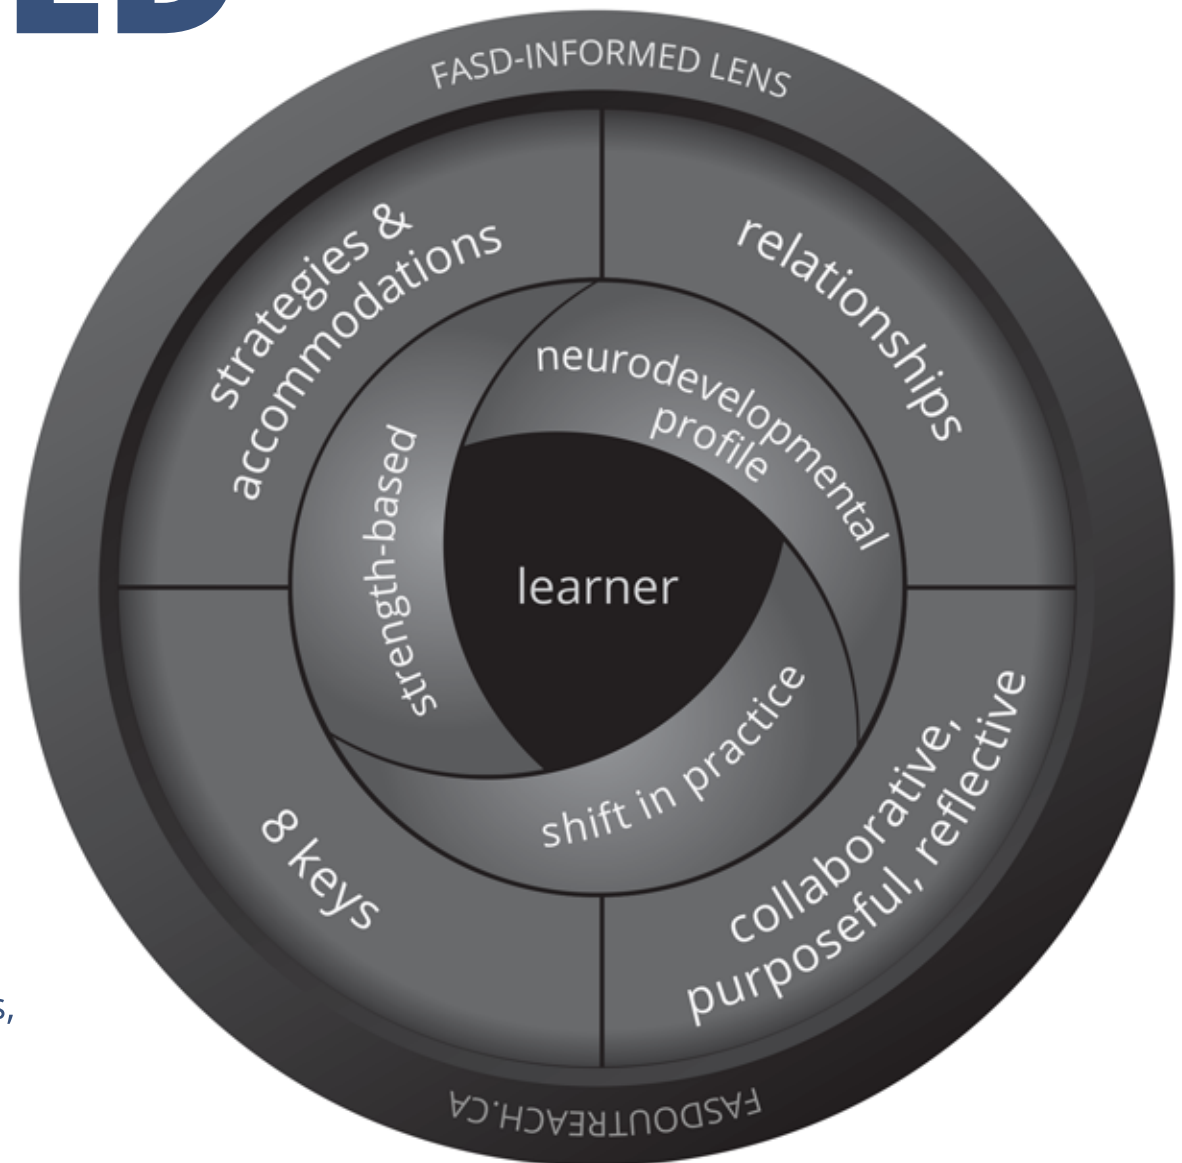 ED
FASD-INFORMED LENS
strategies &
accommodations
relationships
neurodevelopmental
profile
strength-based
learner
shift in practice
8 keys
collaborative,
purposeful, reflective
s,
FASDOUTREACH.CA